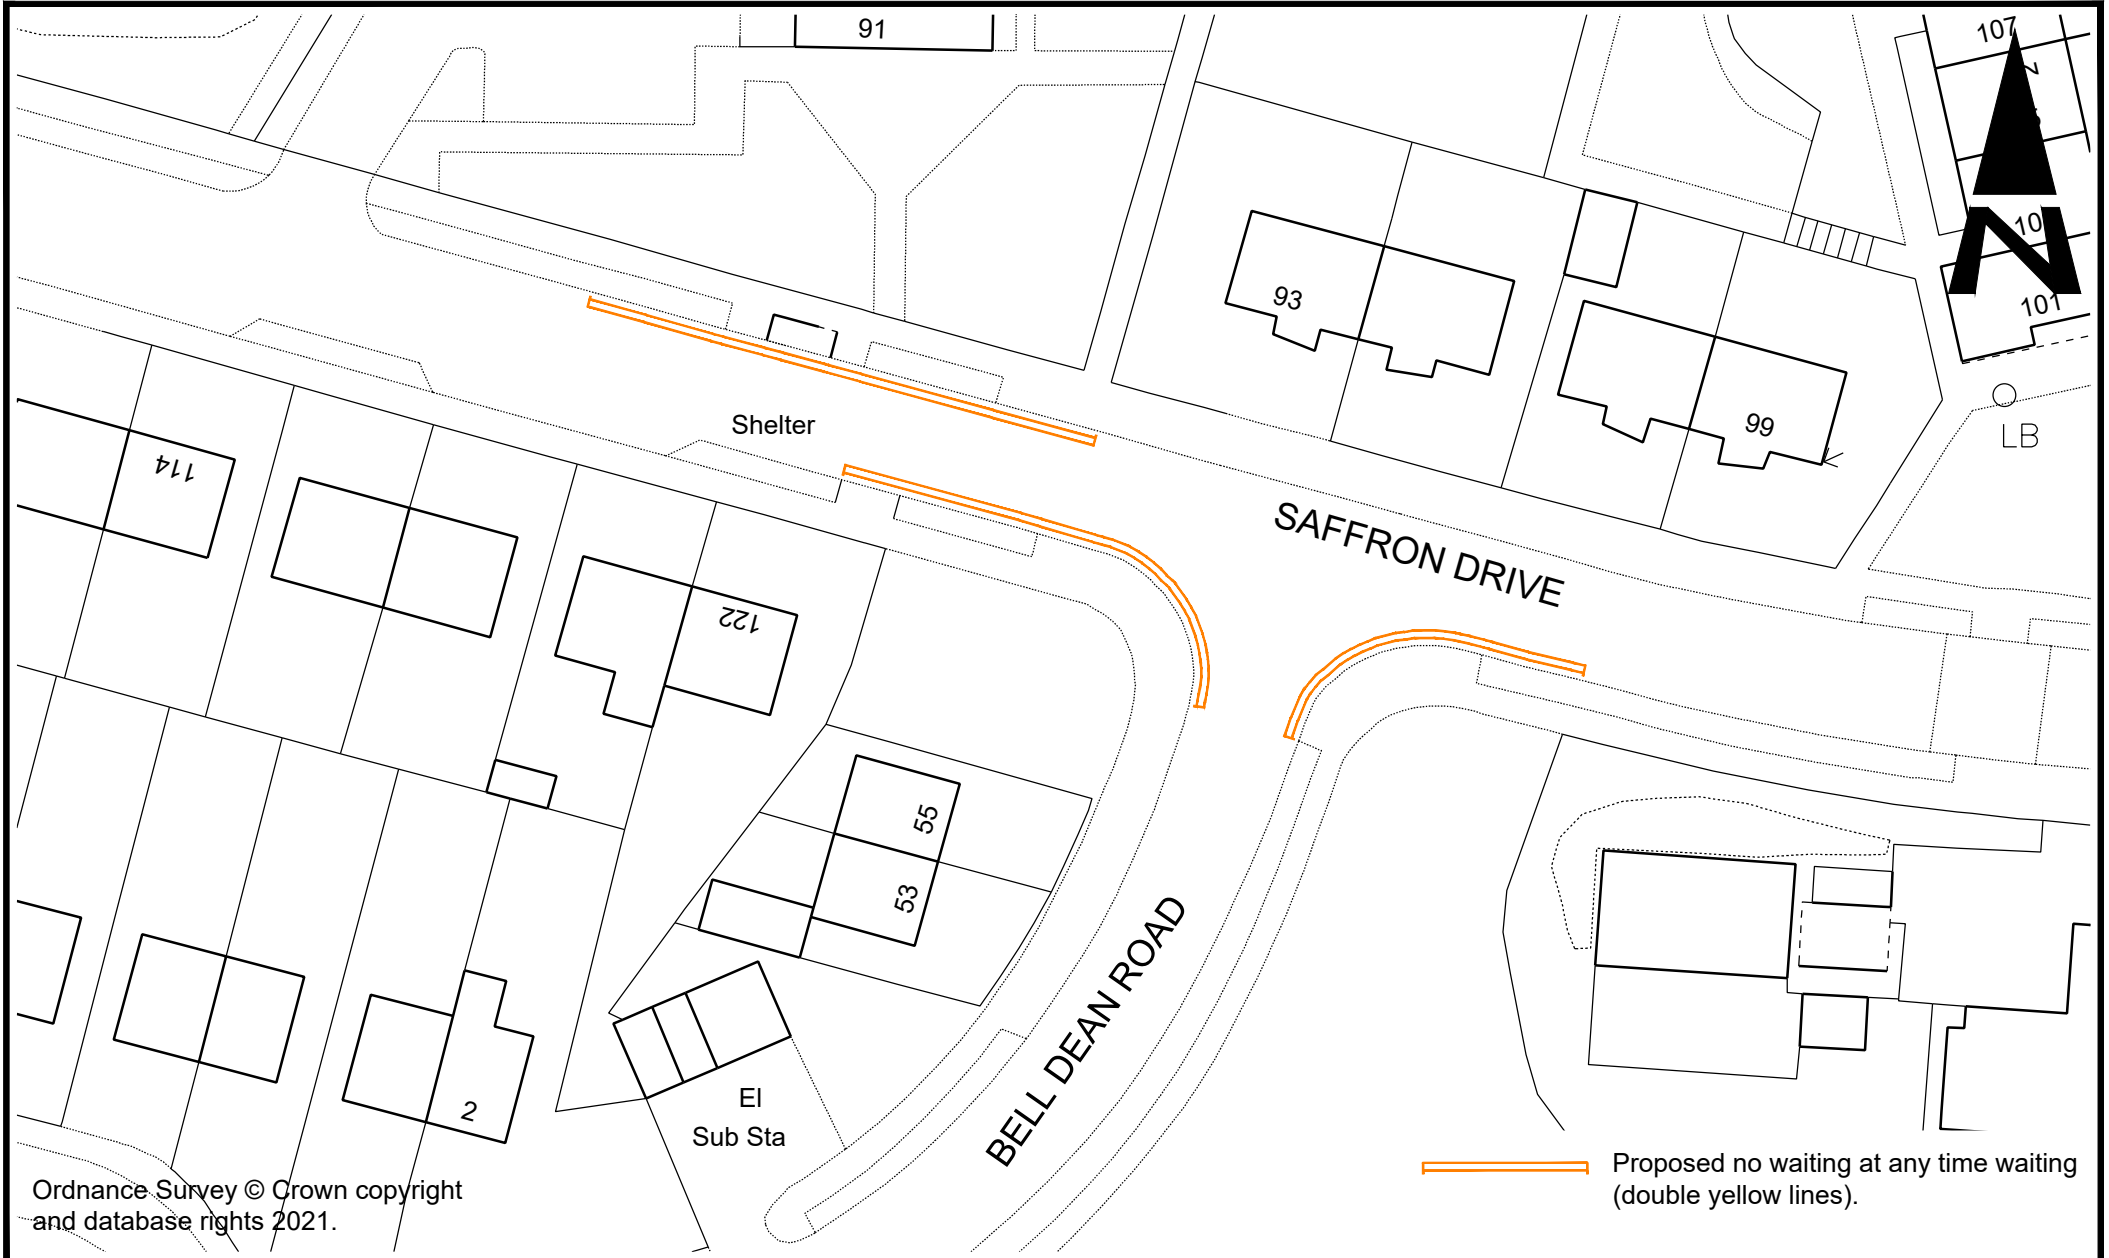 91
107
10
101
93
99
LB
Shelter
114
122
SAFFRON DRIVE
55
53
BELL DEAN ROAD
2
El
Sub Sta
N
Proposed no waiting at any time waiting
(double yellow lines).
Ordnance Survey © Crown copyright
and database rights 2021.